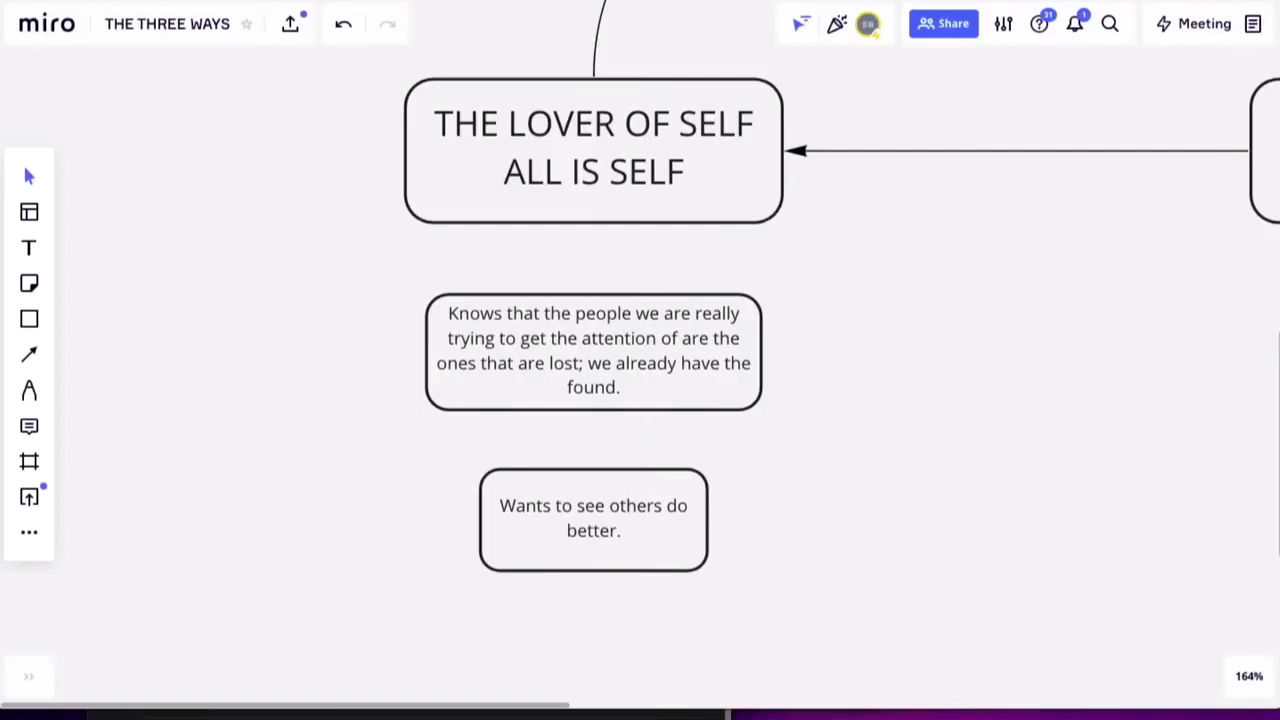 miro
THE THREE WAYS
Share
31
1
Meeting
THE LOVER OF SELF
ALL IS SELF
Knows that the people we are really
trying to get the attention of are the
ones that are lost; we already have the
found.
Wants to see others do
better.
164%